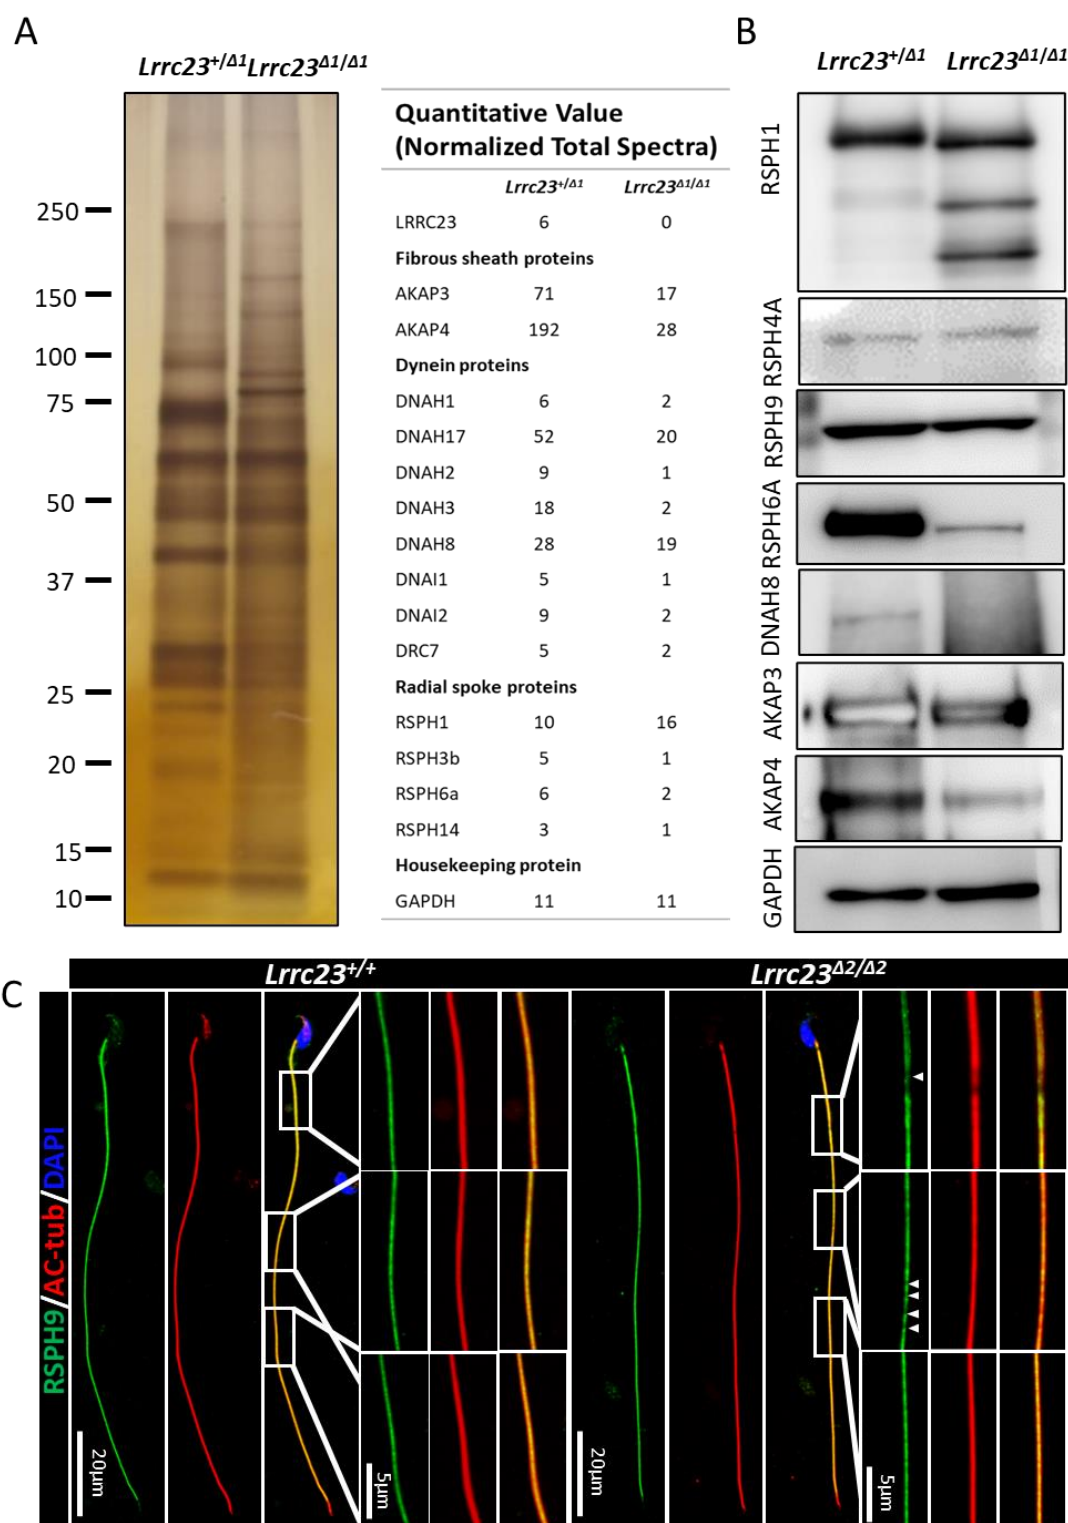 A
Lrrc23+/Δ1 Lrrc23Δ1/Δ1
250
150
100
75
50
37
25
20
15
10
Quantitative Value
(Normalized Total Spectra)
Lrrc23+/Δ1 Lrrc23Δ1/Δ1
LRRC23 6 0
Fibrous sheath proteins
AKAP3 71 17
AKAP4 192 28
Dynein proteins
DNAH1 6 2
DNAH17 52 20
DNAH2 9 1
DNAH3 18 2
DNAH8 28 19
DNAI1 5 1
DNAI2 9 2
DRC7 5 2
Radial spoke proteins
RSPH1 10 16
RSPH3b 5 1
RSPH6a 6 2
RSPH14 3 1
Housekeeping protein
GAPDH 11 11
B
Lrrc23+/Δ1 Lrrc23Δ1/Δ1
RSPH1
RSPH4A
RSPH9
RSPH6A
DNAH8
AKAP3
AKAP4
GAPDH
C
Lrrc23+/+ Lrrc23Δ2/Δ2
RSPH9/AC-tub/DAPI
20μm
5μm
20μm
5μm